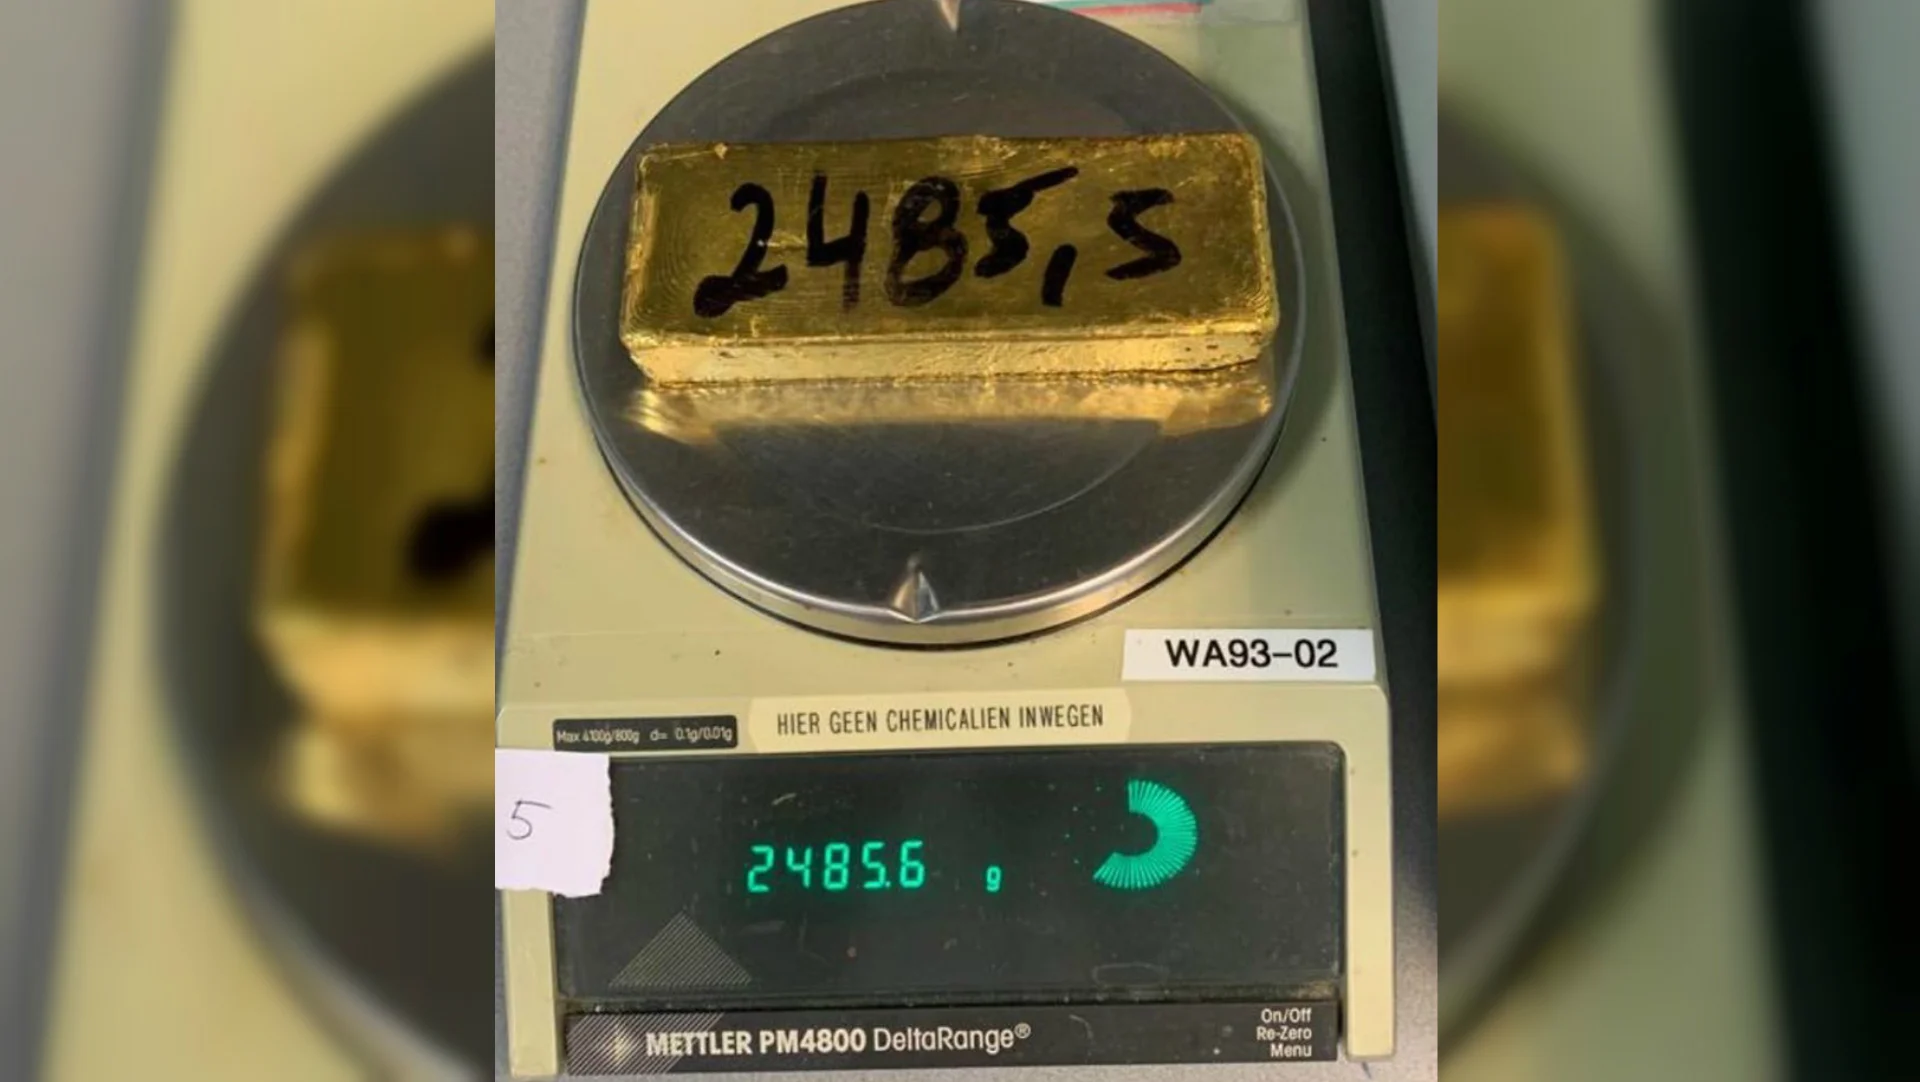 2485,5
WA93-02
HIER GEEN CHEMICALIEN INWEGEN
Max 4100g/800g d= 0.1g/0.01g
5
2485.6 g
METTLER PM4800 DeltaRange®
On/Off
Re-Zero
Menu